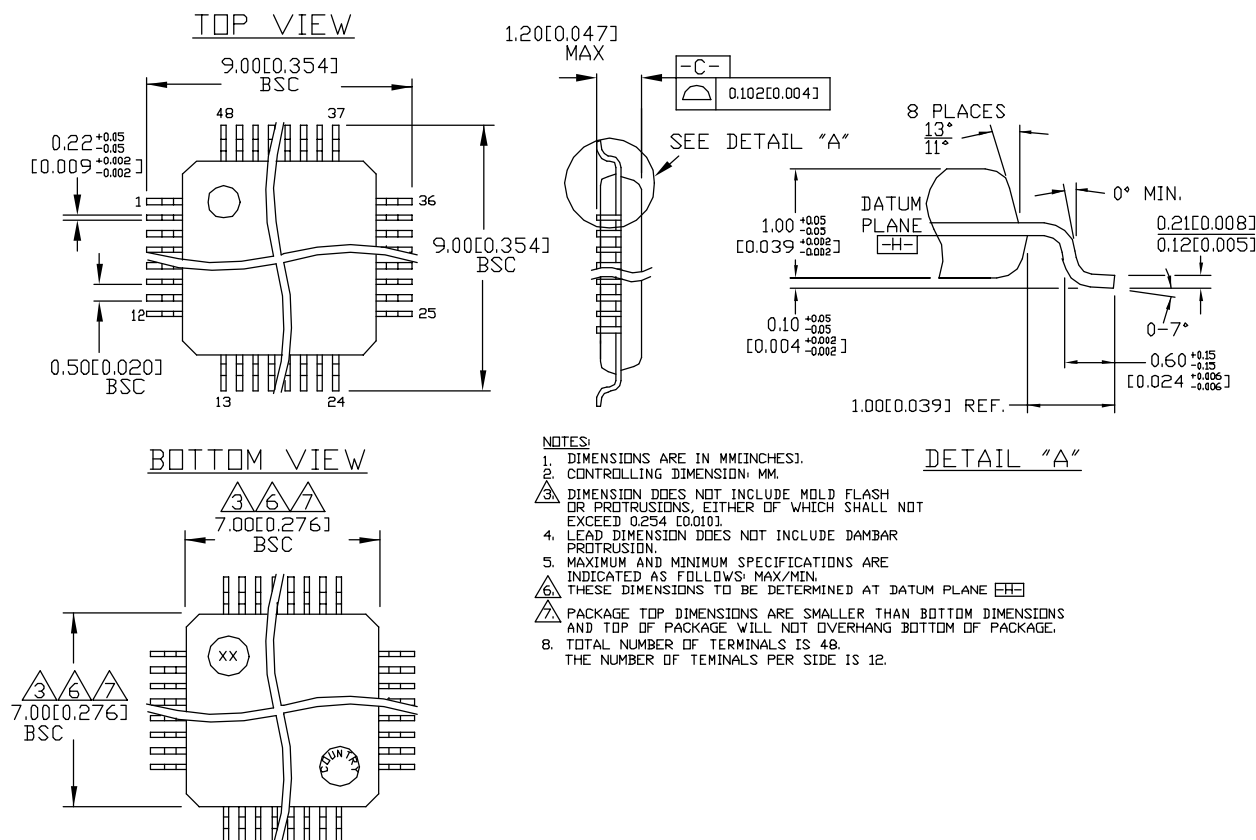 TOP VIEW
9.00[0.354]
BSC
48
37
0.22 +0.05 -0.05
[0.009 +0.002 -0.002]
1
36
9.00[0.354]
BSC
12
25
0.50[0.020]
BSC
13
24
1.20[0.047]
MAX
-C-
0.102[0.004]
SEE DETAIL "A"
8 PLACES
13°
11°
0° MIN.
DATUM
PLANE
-H-
1.00 +0.05 -0.05
[0.039 +0.002 -0.002]
0.21[0.008]
0.12[0.005]
0.10 +0.05 -0.05
[0.004 +0.002 -0.002]
0-7°
0.60 +0.15 -0.15
[0.024 +0.006 -0.006]
1.00[0.039] REF.
DETAIL "A"
BOTTOM VIEW
3 6 7
7.00[0.276]
BSC
XX
3 6 7
7.00[0.276]
BSC
COUNTRY
NOTES:
1. DIMENSIONS ARE IN MM[INCHES].
2. CONTROLLING DIMENSION: MM.
3. DIMENSION DOES NOT INCLUDE MOLD FLASH
OR PROTRUSIONS, EITHER OF WHICH SHALL NOT
EXCEED 0.254 [0.010].
4. LEAD DIMENSION DOES NOT INCLUDE DAMBAR
PROTRUSION.
5. MAXIMUM AND MINIMUM SPECIFICATIONS ARE
INDICATED AS FOLLOWS: MAX/MIN.
6. THESE DIMENSIONS TO BE DETERMINED AT DATUM PLANE -H-
7. PACKAGE TOP DIMENSIONS ARE SMALLER THAN BOTTOM DIMENSIONS
AND TOP OF PACKAGE WILL NOT OVERHANG BOTTOM OF PACKAGE.
8. TOTAL NUMBER OF TERMINALS IS 48.
THE NUMBER OF TEMINALS PER SIDE IS 12.